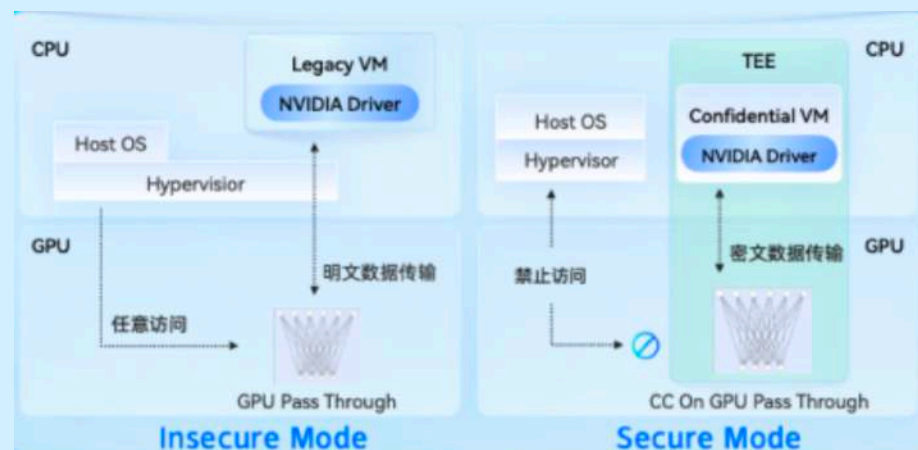 CPU
Legacy VM
NVIDIA Driver
Host OS
Hypervisior
GPU
明文数据传输
任意访问
GPU Pass Through
Insecure Mode
TEE
CPU
Confidential VM
NVIDIA Driver
Host OS
Hypervisor
GPU
密文数据传输
禁止访问
CC On GPU Pass Through
Secure Mode